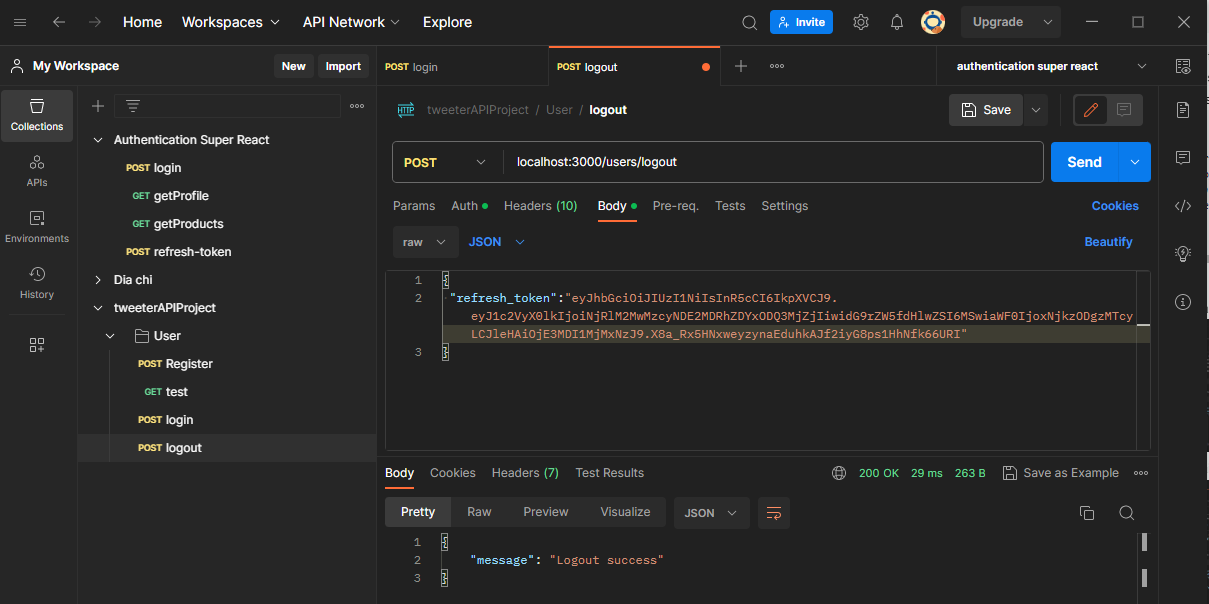 Home Workspaces API Network Explore Invite Upgrade
My Workspace New Import POST login POST logout authentication super react
Collections
APIs
Environments
History
Authentication Super React
POST login
GET getProfile
GET getProducts
POST refresh-token
Dia chi
tweeterAPIProject
User
POST Register
GET test
POST login
POST logout
HTTP tweeterAPIProject / User / logout Save
POST localhost:3000/users/logout Send
Params Auth Headers (10) Body Pre-req. Tests Settings Cookies
raw JSON Beautify
1 {
2 "refresh_token":"eyJhbGciOiJIUzI1NiIsInR5cCI6IkpXVCJ9.
eyJ1c2VyX0lkIjoiNjRlM2MwMzcyNDE2MDRhZDYxODQ3MjZjIiwidG9rZW5fdHlwZSI6MSwiaWF0IjoxNjkzODgzMTcy
LCJleHAiOjE3MDI1MjMxNzJ9.X8a_Rx5HNxweyzynaEduhkAJf2iyG8ps1HhNfk66URI"
3 }
Body Cookies Headers (7) Test Results 200 OK 29 ms 263 B Save as Example
Pretty Raw Preview Visualize JSON
1 {
2 "message": "Logout success"
3 }